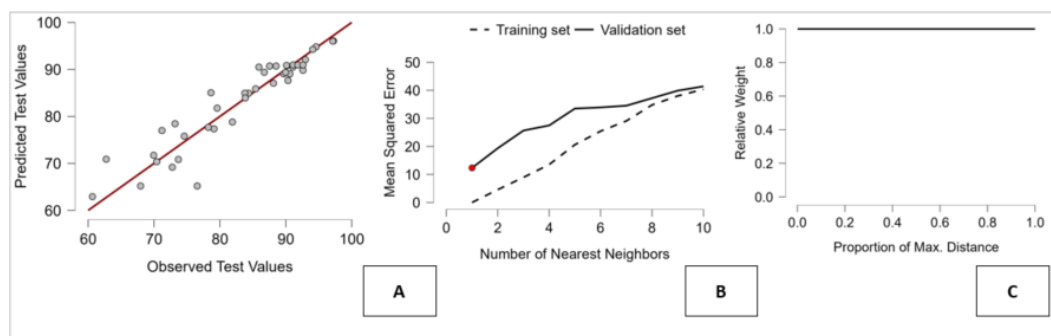 Predicted Test Values
100
90
80
70
60
60 70 80 90 100
Observed Test Values
A
Training set Validation set
Mean Squared Error
50
40
30
20
10
0
0 2 4 6 8 10
Number of Nearest Neighbors
B
Relative Weight
1.0
0.8
0.6
0.4
0.2
0.0
0.0 0.2 0.4 0.6 0.8 1.0
Proportion of Max. Distance
C